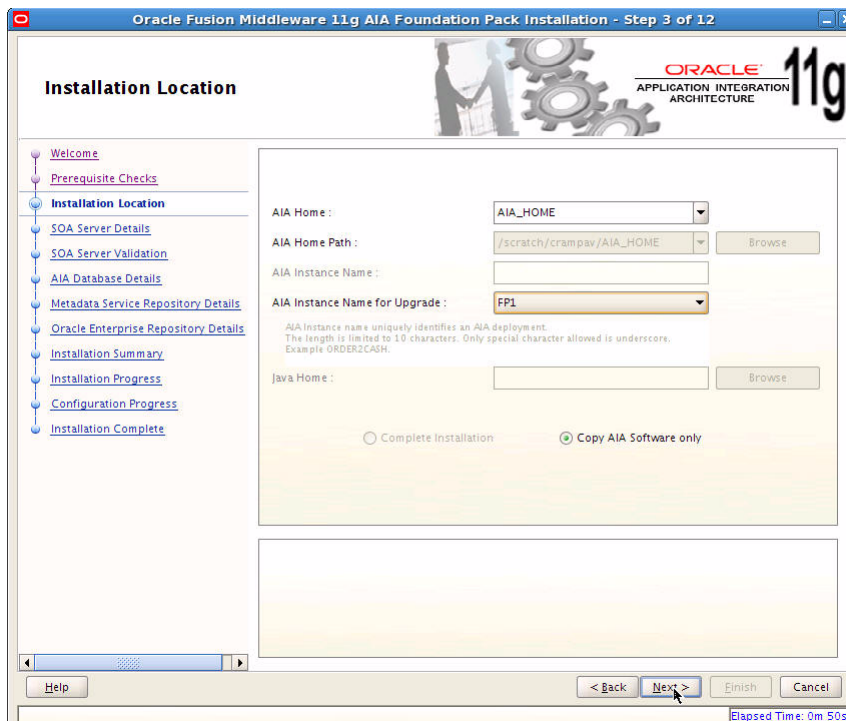 Oracle Fusion Middleware 11g AIA Foundation Pack Installation - Step 3 of 12
Installation Location
ORACLE
APPLICATION INTEGRATION
ARCHITECTURE
11g
Welcome
Prerequisite Checks
Installation Location
SOA Server Details
SOA Server Validation
AIA Database Details
Metadata Service Repository Details
Oracle Enterprise Repository Details
Installation Summary
Installation Progress
Configuration Progress
Installation Complete
AIA Home :
AIA_HOME
AIA Home Path :
/scratch/crampav/AIA_HOME
Browse
AIA Instance Name :
AIA Instance Name for Upgrade :
FP1
AIA Instance name uniquely identifies an AIA deployment.
The length is limited to 10 characters. Only special character allowed is underscore.
Example ORDER2CASH.
Java Home :
Browse
Complete Installation
Copy AIA Software only
Help
< Back
Next >
Finish
Cancel
Elapsed Time: 0m 50s